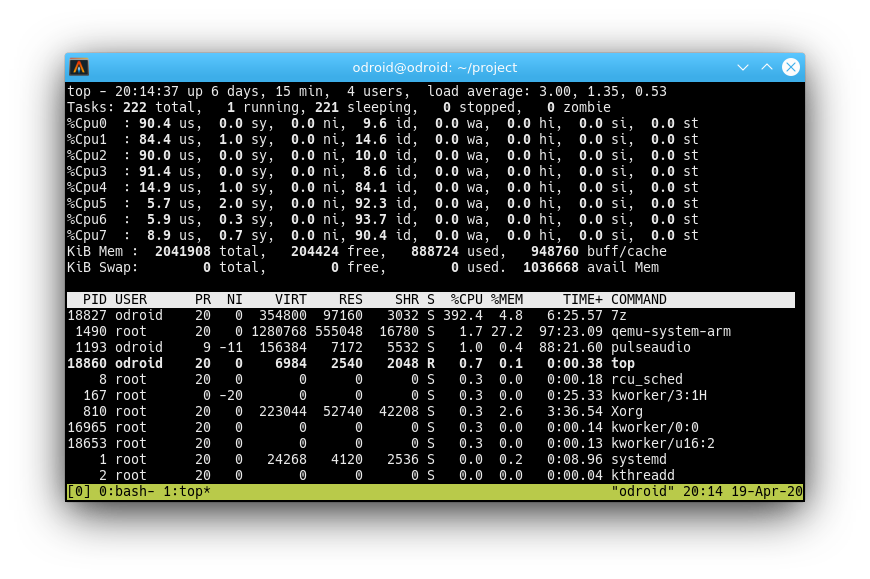 odroid@odroid: ~/project
top - 20:14:37 up 6 days, 15 min,  4 users,  load average: 3.00, 1.35, 0.53
Tasks: 222 total,   1 running, 221 sleeping,   0 stopped,   0 zombie
%Cpu0  : 90.4 us,  0.0 sy,  0.0 ni,  9.6 id,  0.0 wa,  0.0 hi,  0.0 si,  0.0 st
%Cpu1  : 84.4 us,  1.0 sy,  0.0 ni, 14.6 id,  0.0 wa,  0.0 hi,  0.0 si,  0.0 st
%Cpu2  : 90.0 us,  0.0 sy,  0.0 ni, 10.0 id,  0.0 wa,  0.0 hi,  0.0 si,  0.0 st
%Cpu3  : 91.4 us,  0.0 sy,  0.0 ni,  8.6 id,  0.0 wa,  0.0 hi,  0.0 si,  0.0 st
%Cpu4  : 14.9 us,  1.0 sy,  0.0 ni, 84.1 id,  0.0 wa,  0.0 hi,  0.0 si,  0.0 st
%Cpu5  :  5.7 us,  2.0 sy,  0.0 ni, 92.3 id,  0.0 wa,  0.0 hi,  0.0 si,  0.0 st
%Cpu6  :  5.9 us,  0.3 sy,  0.0 ni, 93.7 id,  0.0 wa,  0.0 hi,  0.0 si,  0.0 st
%Cpu7  :  8.9 us,  0.7 sy,  0.0 ni, 90.4 id,  0.0 wa,  0.0 hi,  0.0 si,  0.0 st
KiB Mem :  2041908 total,   204424 free,   888724 used,   948760 buff/cache
KiB Swap:        0 total,        0 free,        0 used.  1036668 avail Mem
  PID USER      PR  NI    VIRT    RES    SHR S  %CPU %MEM     TIME+ COMMAND
18827 odroid    20   0  354800  97160   3032 S 392.4  4.8   6:25.57 7z
 1490 root      20   0 1280768 555048  16780 S   1.7 27.2  97:23.09 qemu-system-arm
 1193 odroid     9 -11  156384   7172   5532 S   1.0  0.4  88:21.60 pulseaudio
18860 odroid    20   0    6984   2540   2048 R   0.7  0.1   0:00.38 top
    8 root      20   0       0      0      0 S   0.3  0.0   0:00.18 rcu_sched
  167 root       0 -20       0      0      0 S   0.3  0.0   0:25.33 kworker/3:1H
  810 root      20   0  223044  52740  42208 S   0.3  2.6   3:36.54 Xorg
16965 root      20   0       0      0      0 S   0.3  0.0   0:00.14 kworker/0:0
18653 root      20   0       0      0      0 S   0.3  0.0   0:00.13 kworker/u16:2
    1 root      20   0   24268   4120   2536 S   0.0  0.2   0:08.96 systemd
    2 root      20   0       0      0      0 S   0.0  0.0   0:00.04 kthreadd
[0] 0:bash- 1:top*                                                  "odroid" 20:14 19-Apr-20